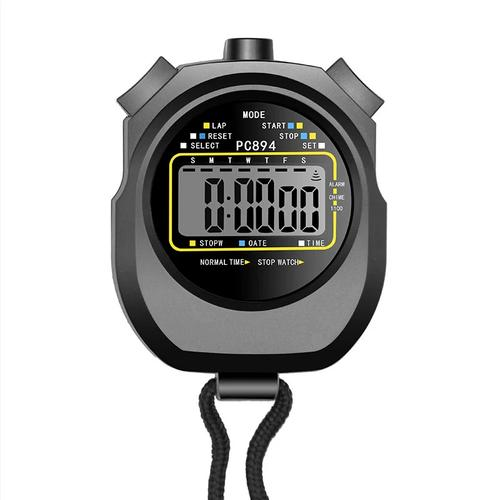 MODE
LAP START
RESET STOP
SELECT PC894 SET
S M T W T F S
0:00 00
ALARM
CHIME
1100
STOPW OATE TIME
NORMAL TIME STOP WATCH